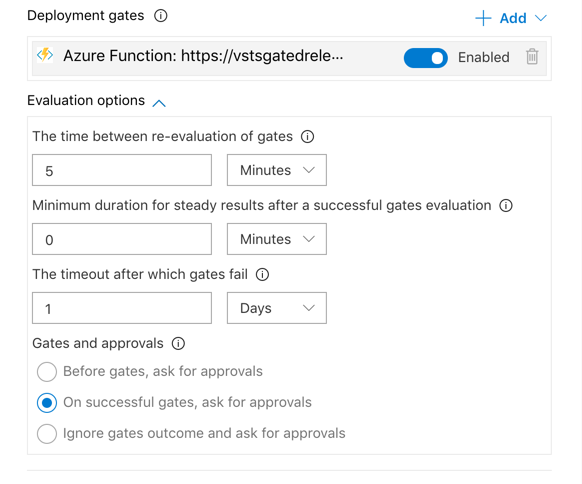 Deployment gates
Add
Azure Function: https://vstsgatedrele...
Enabled
Evaluation options
The time between re-evaluation of gates
5
Minutes
Minimum duration for steady results after a successful gates evaluation
0
Minutes
The timeout after which gates fail
1
Days
Gates and approvals
Before gates, ask for approvals
On successful gates, ask for approvals
Ignore gates outcome and ask for approvals